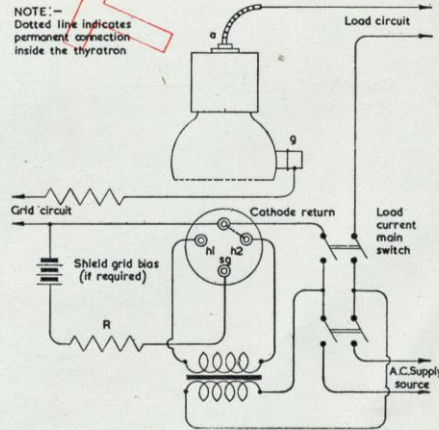 NOTE:-
Dotted line indicates
permanent connection
inside the thyratron
a
Load circuit
g
Grid circuit
Cathode return
Load
current
main
switch
h1
h2
sg
Shield grid bias
(if required)
R
A.C. Supply
source